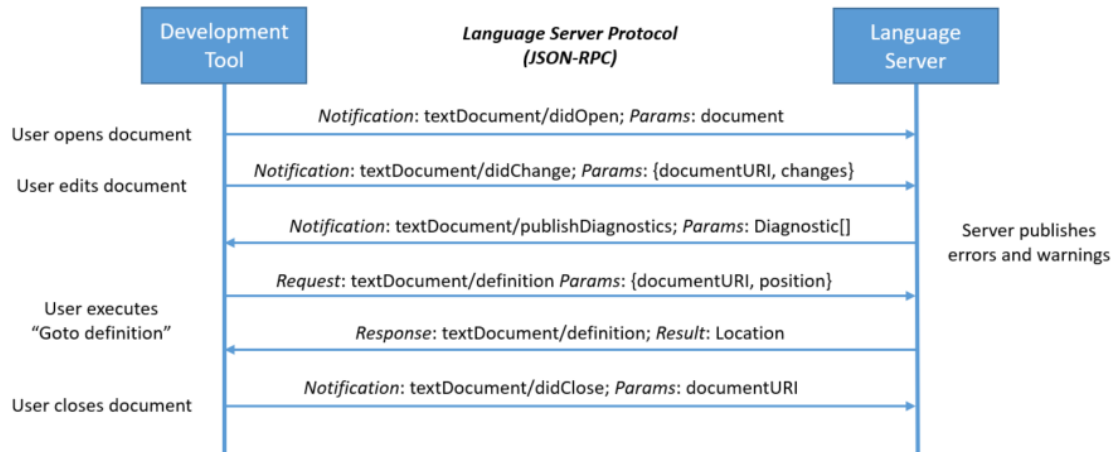 Development
Tool
Language Server Protocol
(JSON-RPC)
Language
Server
Notification: textDocument/didOpen; Params: document
User opens document
Notification: textDocument/didChange; Params: {documentURI, changes}
User edits document
Notification: textDocument/publishDiagnostics; Params: Diagnostic[]
Server publishes
errors and warnings
Request: textDocument/definition Params: {documentURI, position}
User executes
“Goto definition”
Response: textDocument/definition; Result: Location
Notification: textDocument/didClose; Params: documentURI
User closes document